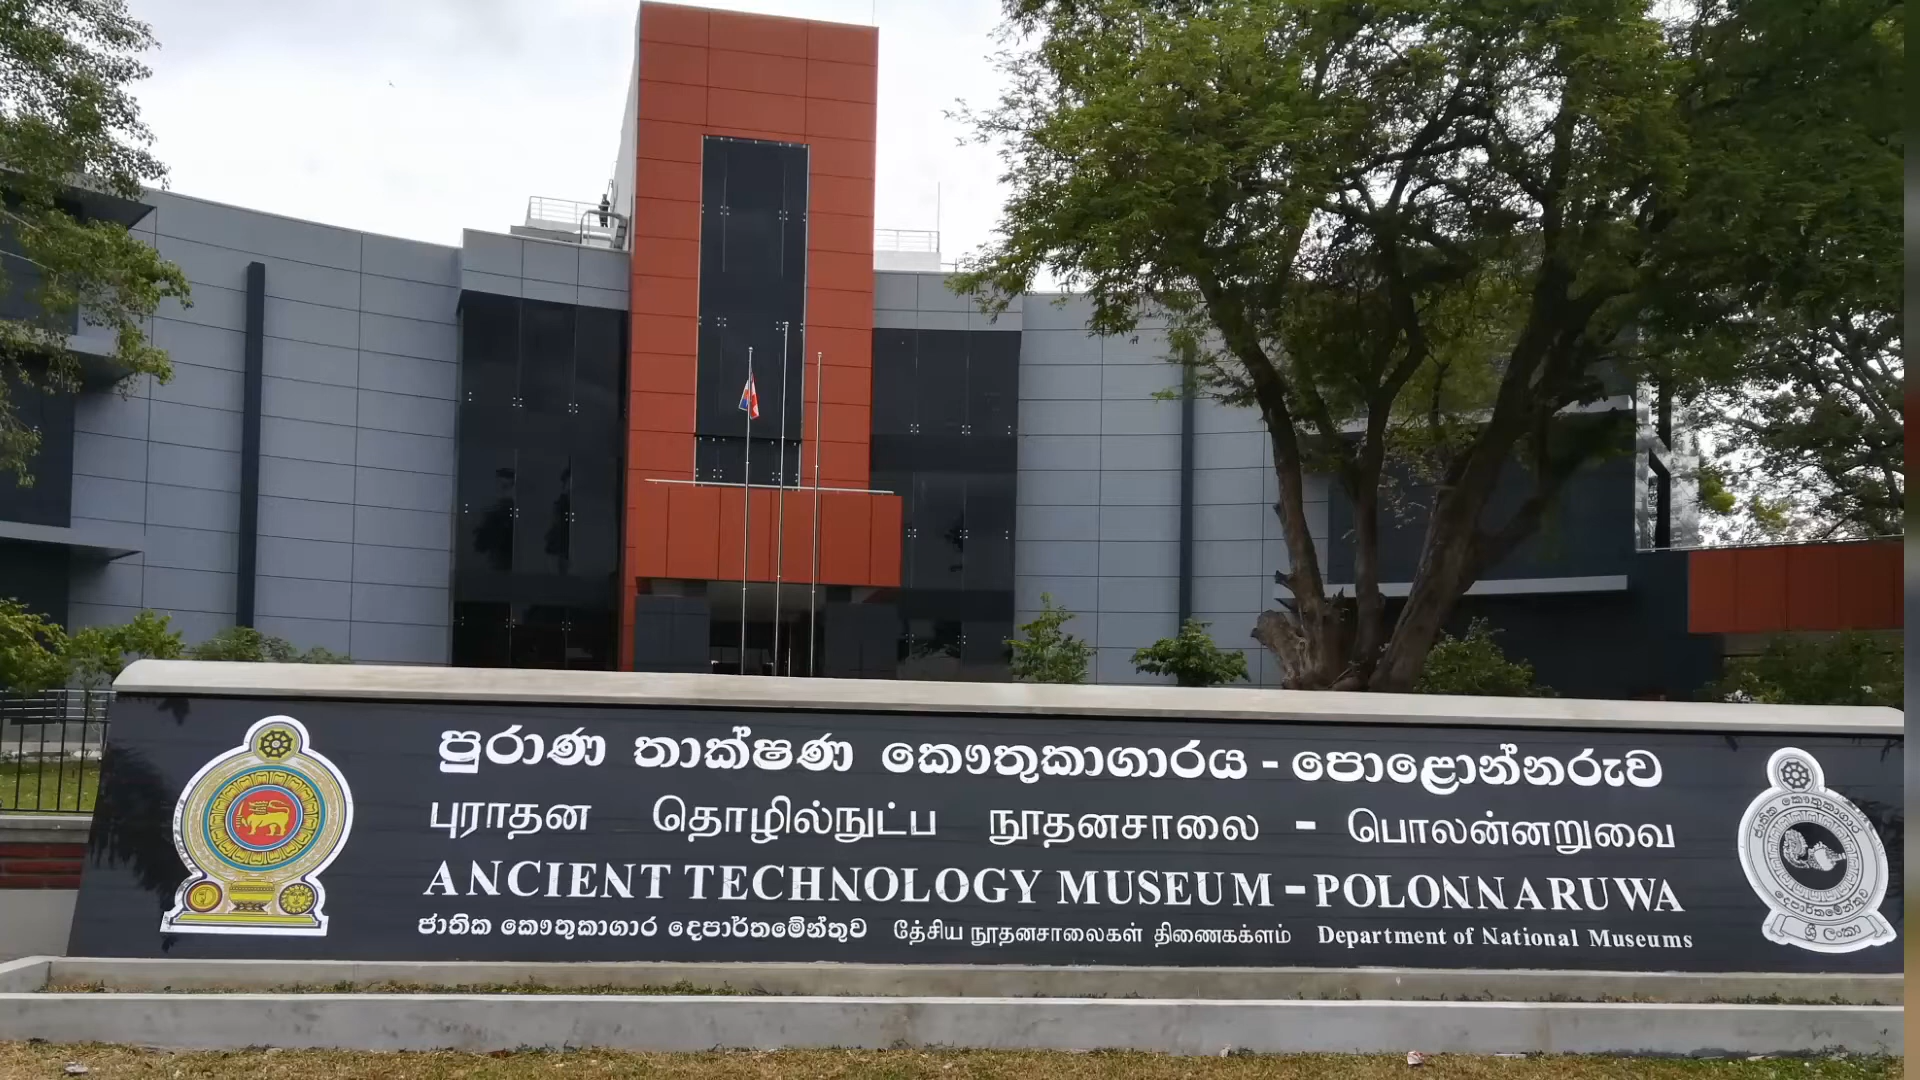 පුරාණ තාක්ෂණ කෞතුකාගාරය - පොළොන්නරුව
புராதன தொழில்நுட்ப நூதனசாலை - பொலன்னறுவை
ANCIENT TECHNOLOGY MUSEUM - POLONNARUWA
ජාතික කෞතුකාගාර දෙපාර්තමේන්තුව தேசிய நூதனசாலைகள் திணைக்களம் Department of National Museums
ජාතික කෞතුකාගාර
දෙපාර්තමේන්තුව
ශ්‍රී ලංකා